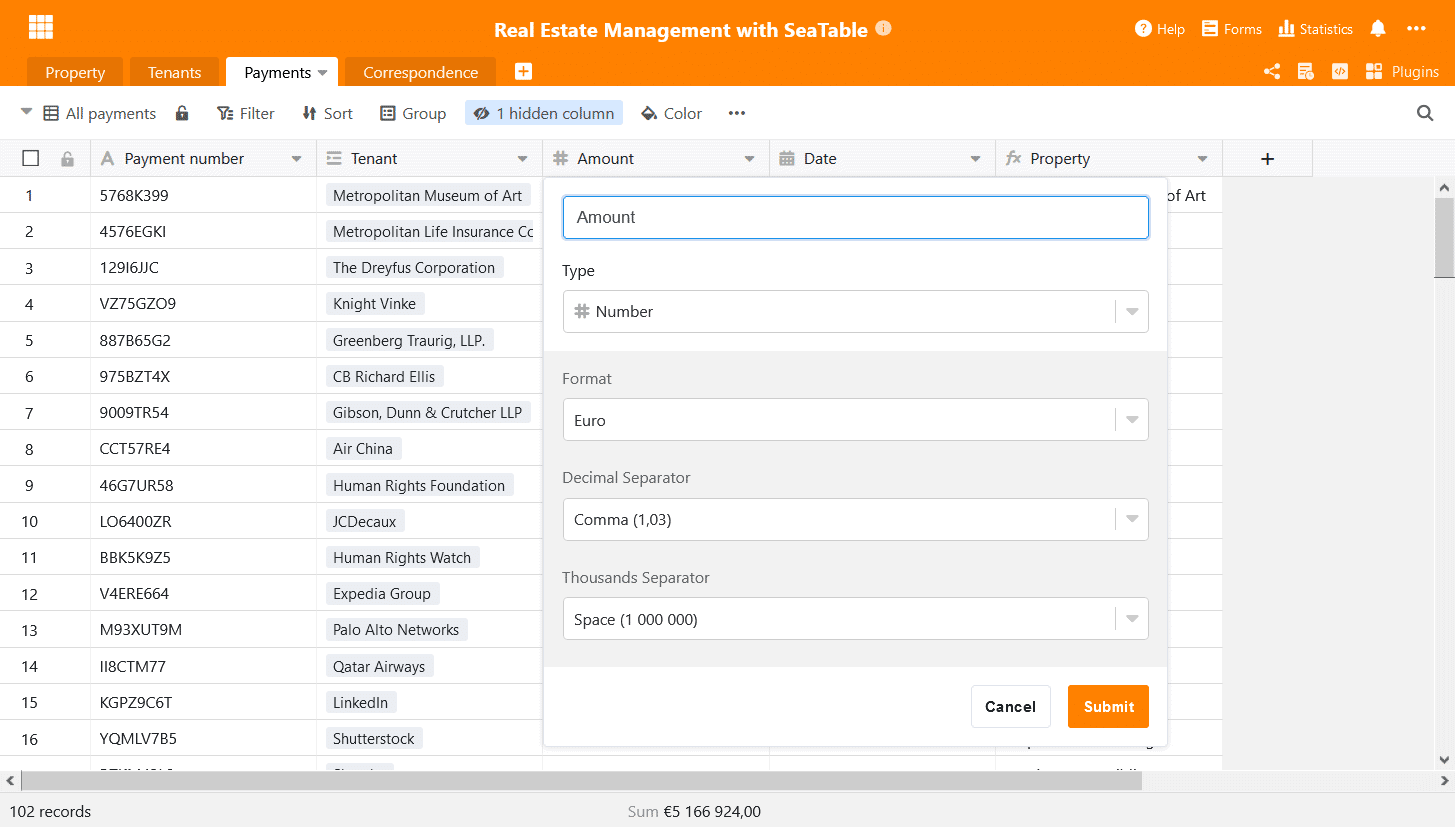 Real Estate Management with SeaTable
Help Forms Statistics
Property Tenants Payments Correspondence
Plugins
All payments Filter Sort Group 1 hidden column Color
Payment number Tenant Amount Date Property
1 5768K399 Metropolitan Museum of Art of Art
2 4576EGKI Metropolitan Life Insurance Co
3 129I6JJC The Dreyfus Corporation
4 VZ75GZO9 Knight Vinke
5 887B65G2 Greenberg Traurig, LLP.
6 975BZT4X CB Richard Ellis
7 9009TR54 Gibson, Dunn & Crutcher LLP
8 CCT57RE4 Air China
9 46G7UR58 Human Rights Foundation
10 LO6400ZR JCDecaux
11 BBK5K9Z5 Human Rights Watch
12 V4ERE664 Expedia Group
13 M93XUT9M Palo Alto Networks
14 II8CTM77 Qatar Airways
15 KGPZ9C6T LinkedIn
16 YQMLV7B5 Shutterstock
Amount
Type
Number
Format
Euro
Decimal Separator
Comma (1,03)
Thousands Separator
Space (1 000 000)
Cancel Submit
102 records Sum €5 166 924,00